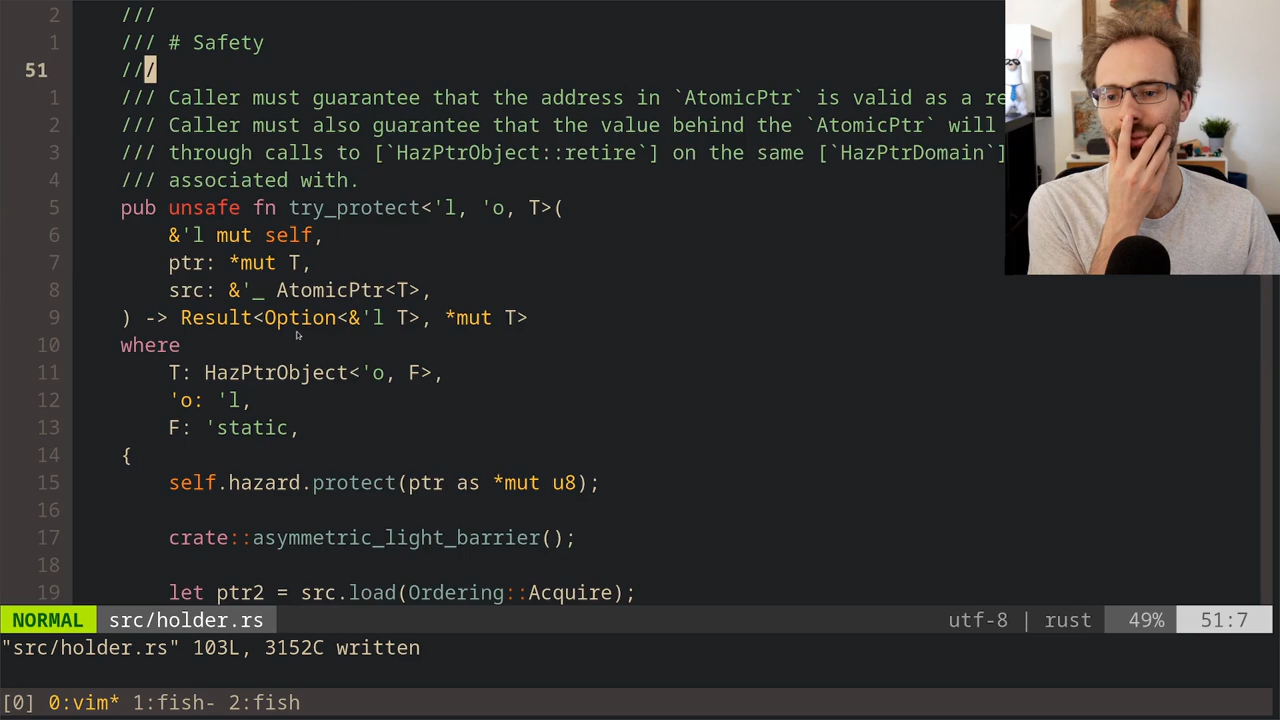 2 ///
1 /// # Safety
51 ///
1 /// Caller must guarantee that the address in `AtomicPtr` is valid as a re
2 /// Caller must also guarantee that the value behind the `AtomicPtr` will
3 /// through calls to [`HazPtrObject::retire`] on the same [`HazPtrDomain`]
4 /// associated with.
5 pub unsafe fn try_protect<'l, 'o, T>(
6 &'l mut self,
7 ptr: *mut T,
8 src: &'_ AtomicPtr<T>,
9 ) -> Result<Option<&'l T>, *mut T>
10 where
11 T: HazPtrObject<'o, F>,
12 'o: 'l,
13 F: 'static,
14 {
15 self.hazard.protect(ptr as *mut u8);
16
17 crate::asymmetric_light_barrier();
18
19 let ptr2 = src.load(Ordering::Acquire);
NORMAL src/holder.rs utf-8 | rust 49% 51:7
"src/holder.rs" 103L, 3152C written
[0] 0:vim* 1:fish- 2:fish